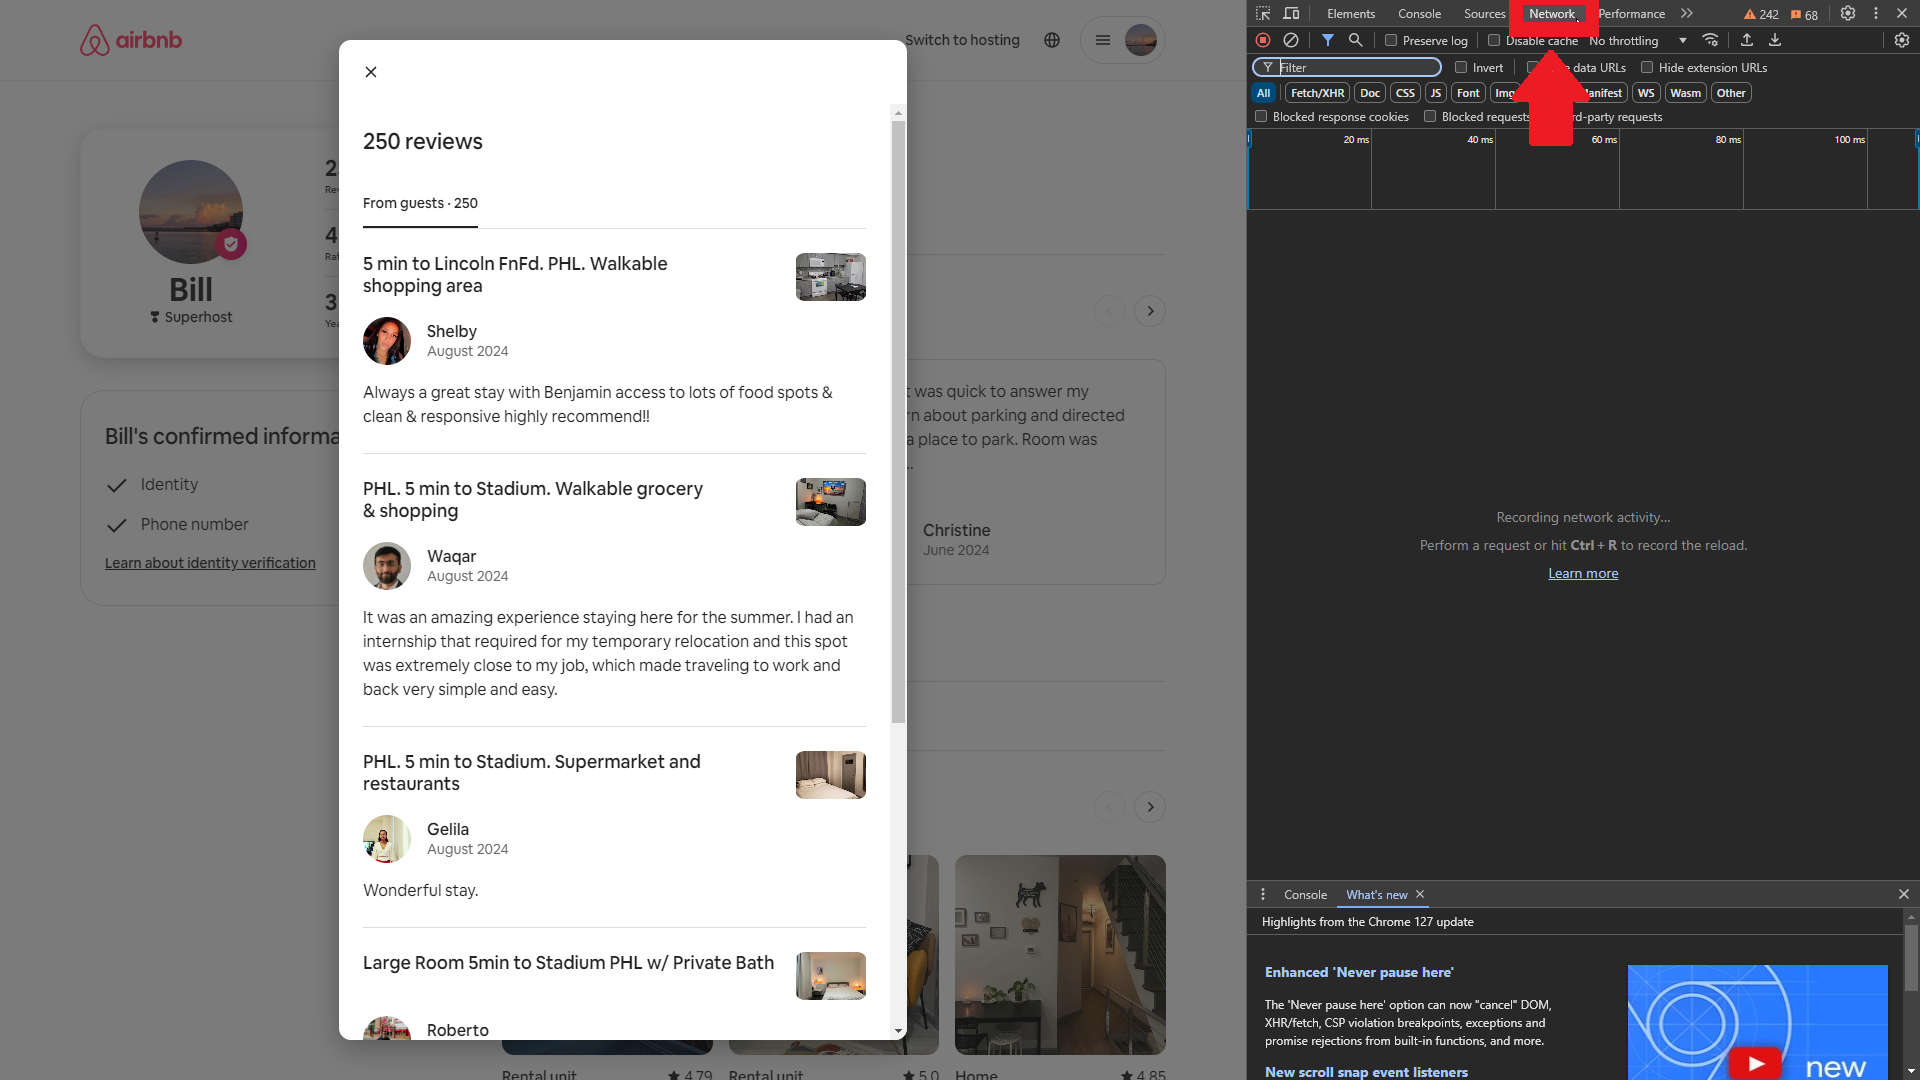 airbnb
Switch to hosting
Bill
Superhost
Bill's confirmed informa
Identity
Phone number
Learn about identity verification
250 reviews
From guests · 250
5 min to Lincoln FnFd. PHL. Walkable
shopping area
Shelby
August 2024
Always a great stay with Benjamin access to lots of food spots &
clean & responsive highly recommend!!
PHL. 5 min to Stadium. Walkable grocery
& shopping
Waqar
August 2024
It was an amazing experience staying here for the summer. I had an
internship that required for my temporary relocation and this spot
was extremely close to my job, which made traveling to work and
back very simple and easy.
PHL. 5 min to Stadium. Supermarket and
restaurants
Gelila
August 2024
Wonderful stay.
Large Room 5min to Stadium PHL w/ Private Bath
Roberto
t was quick to answer my
rn about parking and directed
a place to park. Room was
..
Christine
June 2024
Rental unit
4.79
Rental unit
5.0
Home
4.85
Elements
Console
Sources
Network
Performance
242
68
Preserve log
Disable cache
No throttling
Filter
Invert
data URLs
Hide extension URLs
All
Fetch/XHR
Doc
CSS
JS
Font
Img
anifest
WS
Wasm
Other
Blocked response cookies
Blocked requests
rd-party requests
20 ms
40 ms
60 ms
80 ms
100 ms
Recording network activity...
Perform a request or hit Ctrl + R to record the reload.
Learn more
Console
What's new
Highlights from the Chrome 127 update
Enhanced 'Never pause here'
The 'Never pause here' option can now "cancel" DOM,
XHR/fetch, CSP violation breakpoints, exceptions and
promise rejections from built-in functions, and more.
New scroll snap event listeners
new